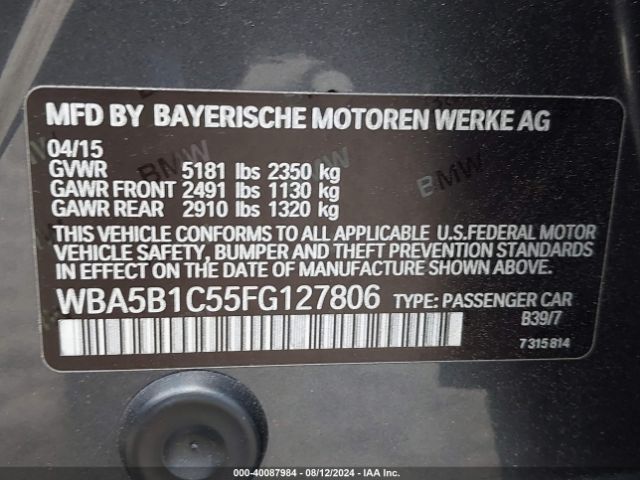 MFD BY BAYERISCHE MOTOREN WERKE AG
04/15
GVWR 5181 lbs 2350 kg
GAWR FRONT 2491 lbs 1130 kg
GAWR REAR 2910 lbs 1320 kg
BMW BMW
THIS VEHICLE CONFORMS TO ALL APPLICABLE U.S.FEDERAL MOTOR
VEHICLE SAFETY, BUMPER AND THEFT PREVENTION STANDARDS
IN EFFECT ON THE DATE OF MANUFACTURE SHOWN ABOVE.
WBA5B1C55FG127806 TYPE: PASSENGER CAR
B39/7
7315814
000-40087984 - 08/12/2024 - IAA Inc.